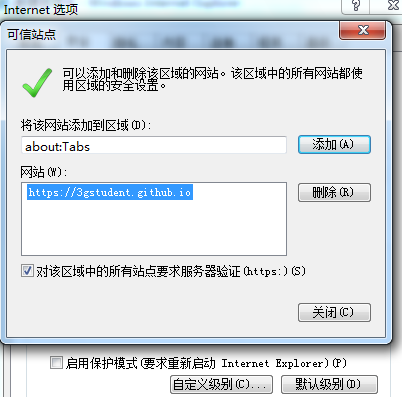 Internet 选项
可信站点
可以添加和删除该区域的网站。该区域中的所有网站都使
用区域的安全设置。
将该网站添加到区域(D):
about:Tabs
添加(A)
网站(W):
https://3gstudent.github.io
删除(R)
对该区域中的所有站点要求服务器验证(https:)(S)
关闭(C)
启用保护模式(要求重新启动 Internet Explorer)(P)
自定义级别(C)...
默认级别(D)